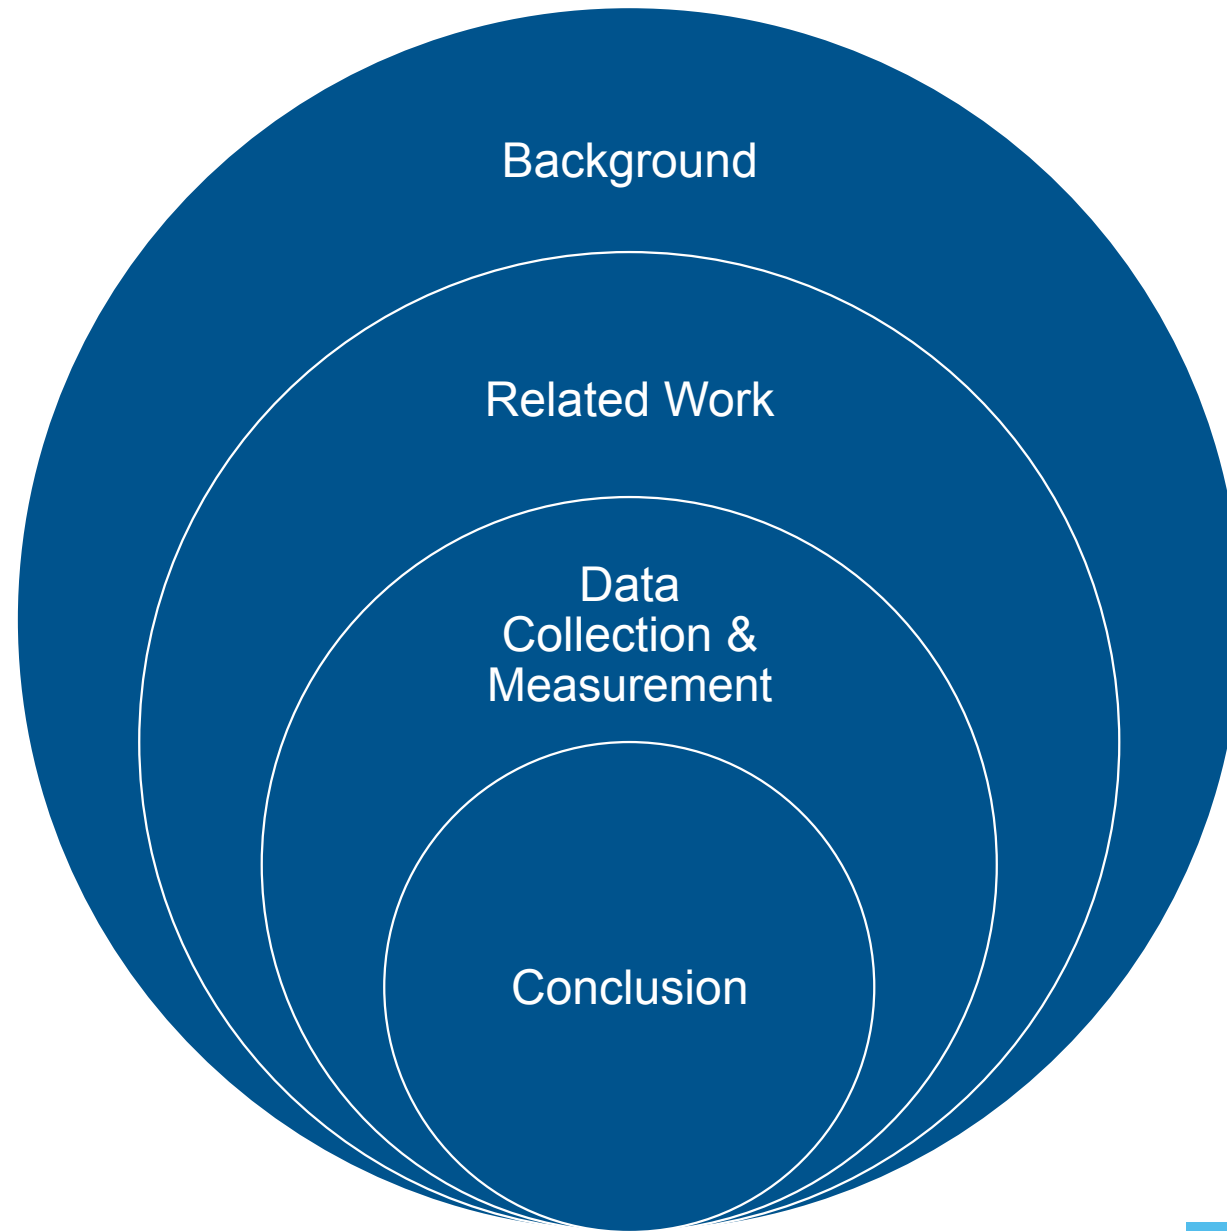 Background
Related Work
Data
Collection &
Measurement
Conclusion